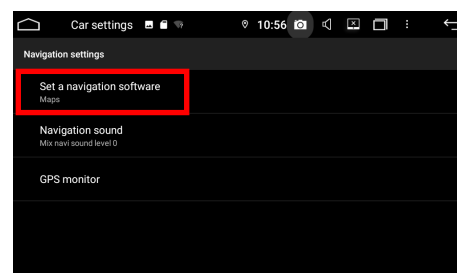 Car settings 10:56
Navigation settings
Set a navigation software
Maps
Navigation sound
Mix navi sound level 0
GPS monitor